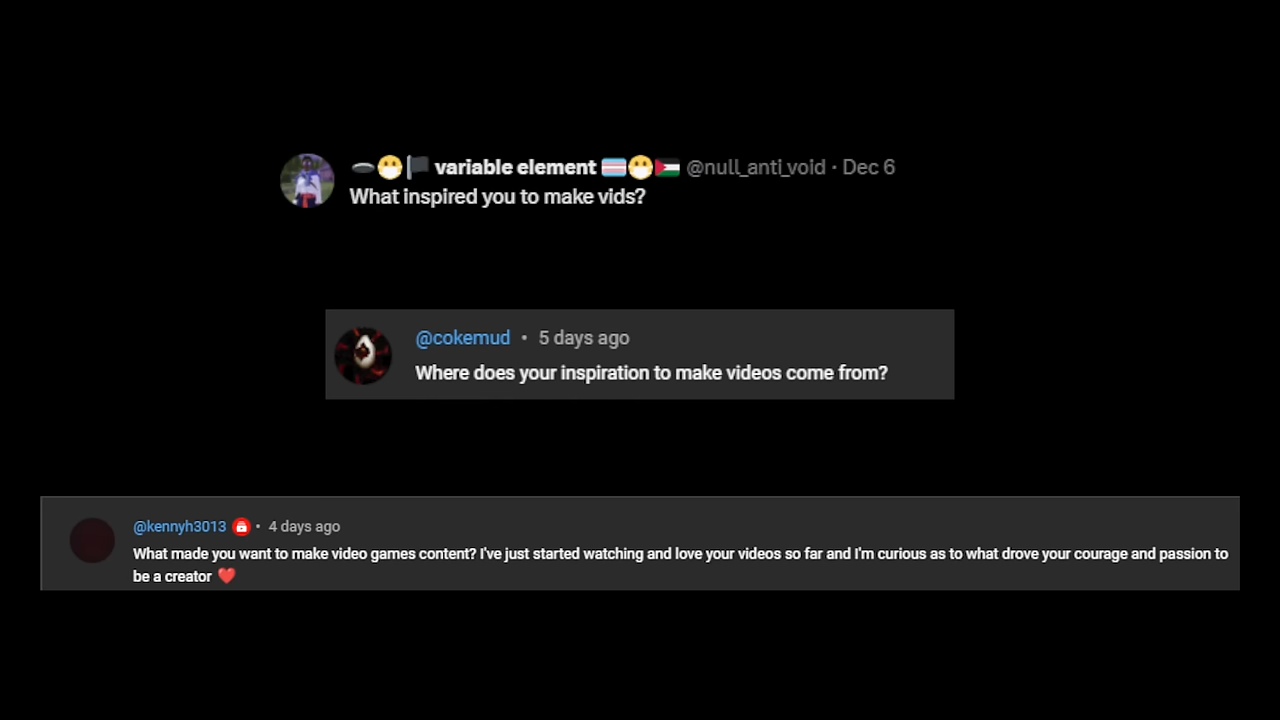 🕳️😷🏴 variable element 🏳️‍⚧️😷🇵🇸 @null_anti_void · Dec 6
What inspired you to make vids?
@cokemud • 5 days ago
Where does your inspiration to make videos come from?
@kennyh3013 • 4 days ago
What made you want to make video games content? I've just started watching and love your videos so far and I'm curious as to what drove your courage and passion to
be a creator ❤️